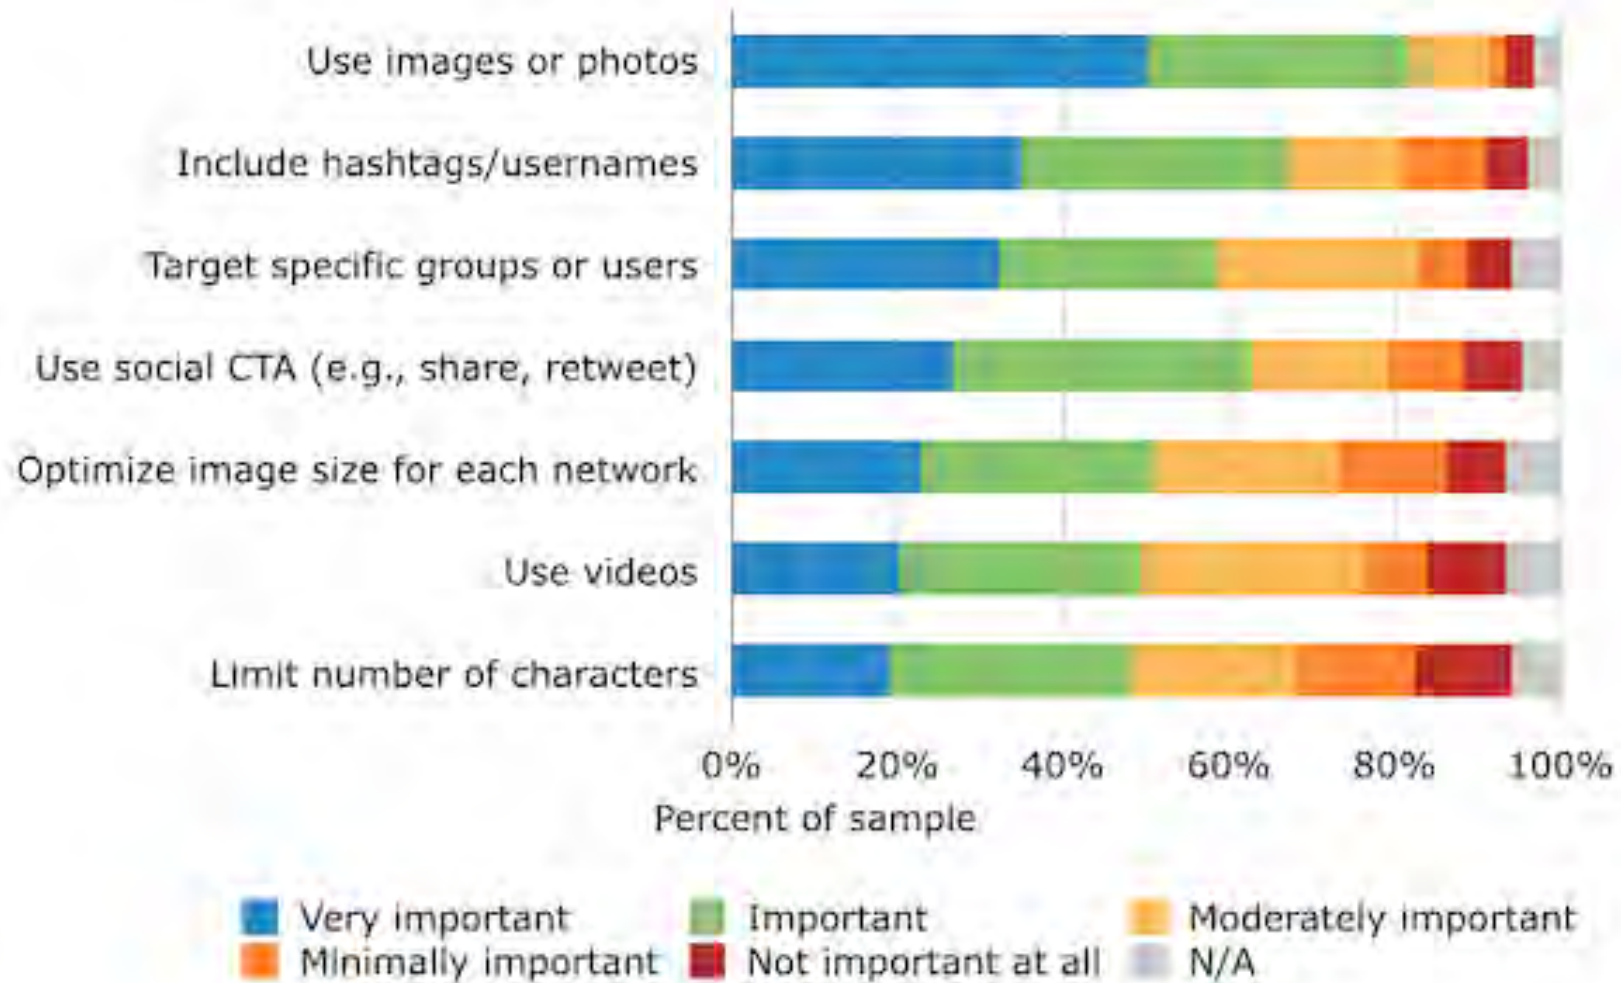 Use images or photos
Include hashtags/usernames
Target specific groups or users
Use social CTA (e.g., share, retweet)
Optimize image size for each network
Use videos
Limit number of characters
0% 20% 40% 60% 80% 100%
Percent of sample
Very important Important Moderately important
Minimally important Not important at all N/A